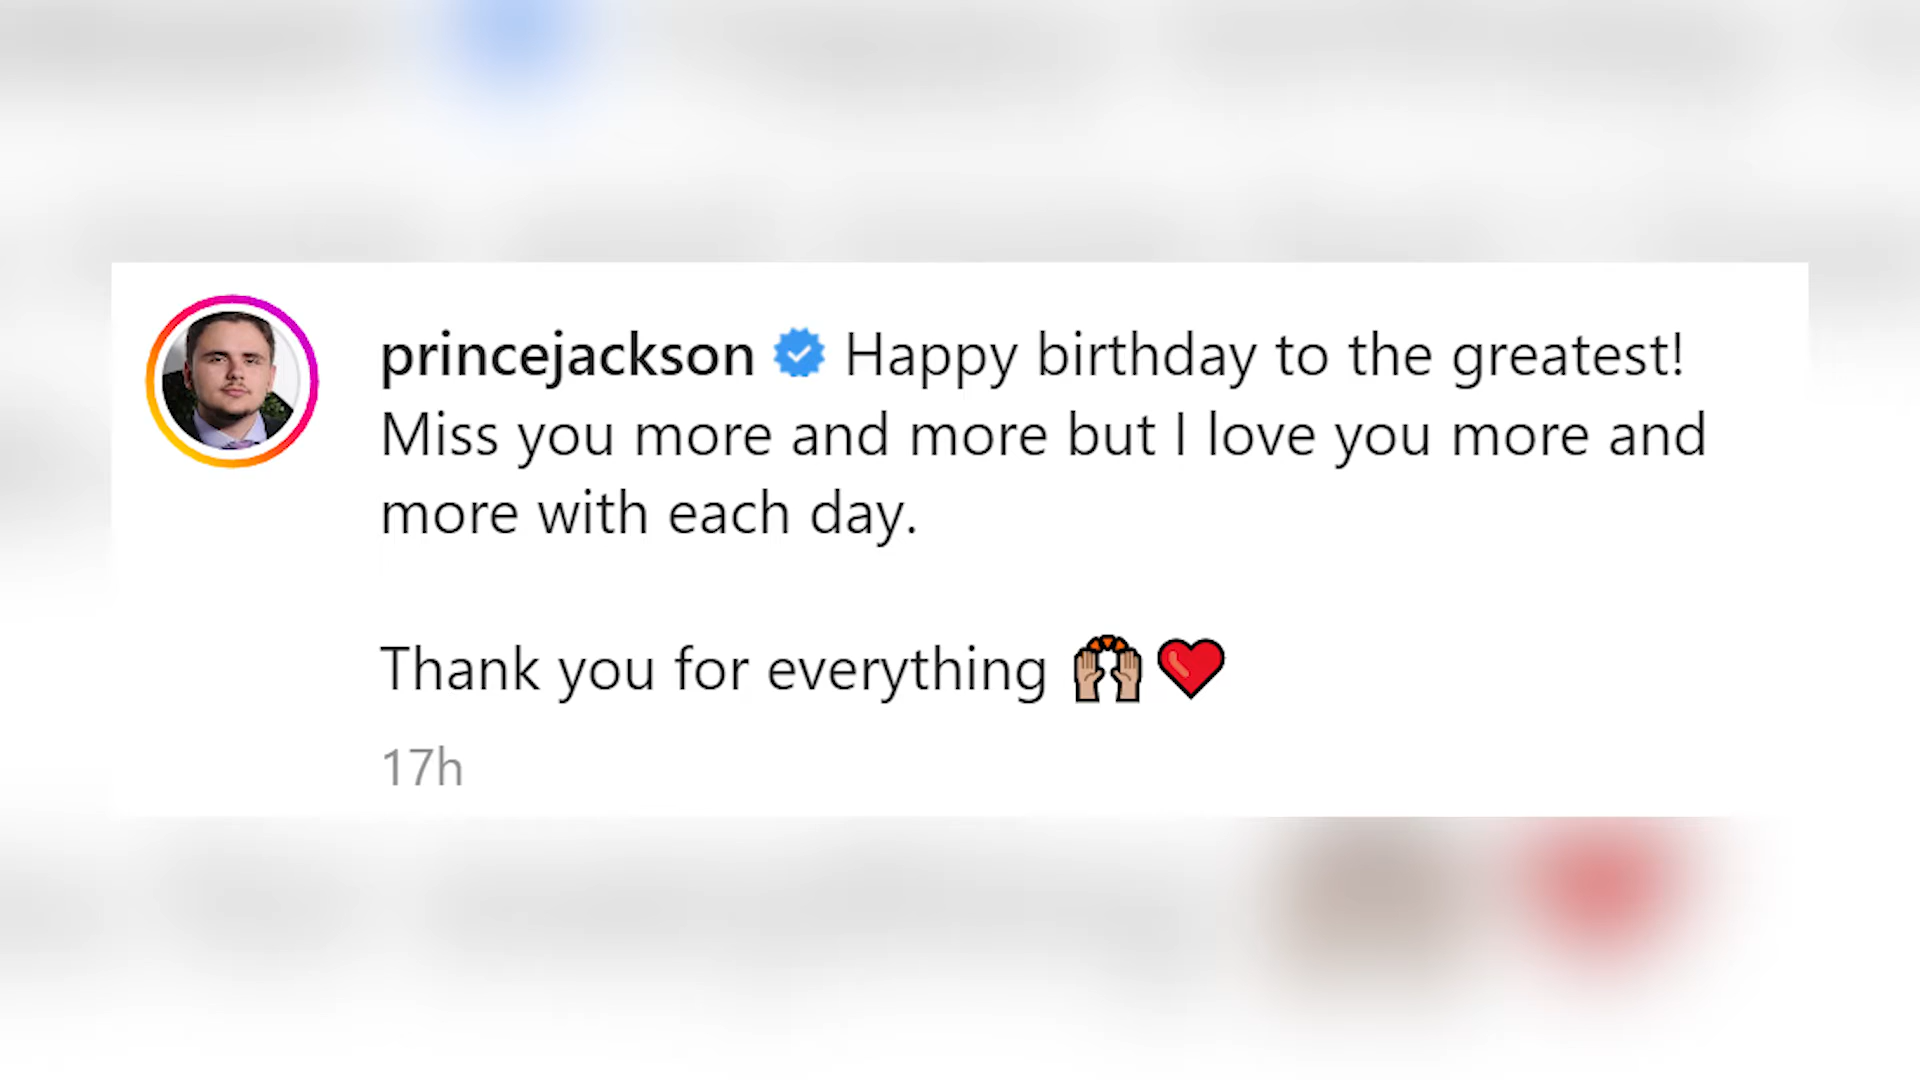 princejackson Happy birthday to the greatest!
Miss you more and more but I love you more and
more with each day.
Thank you for everything 🙌🏽❤️
17h